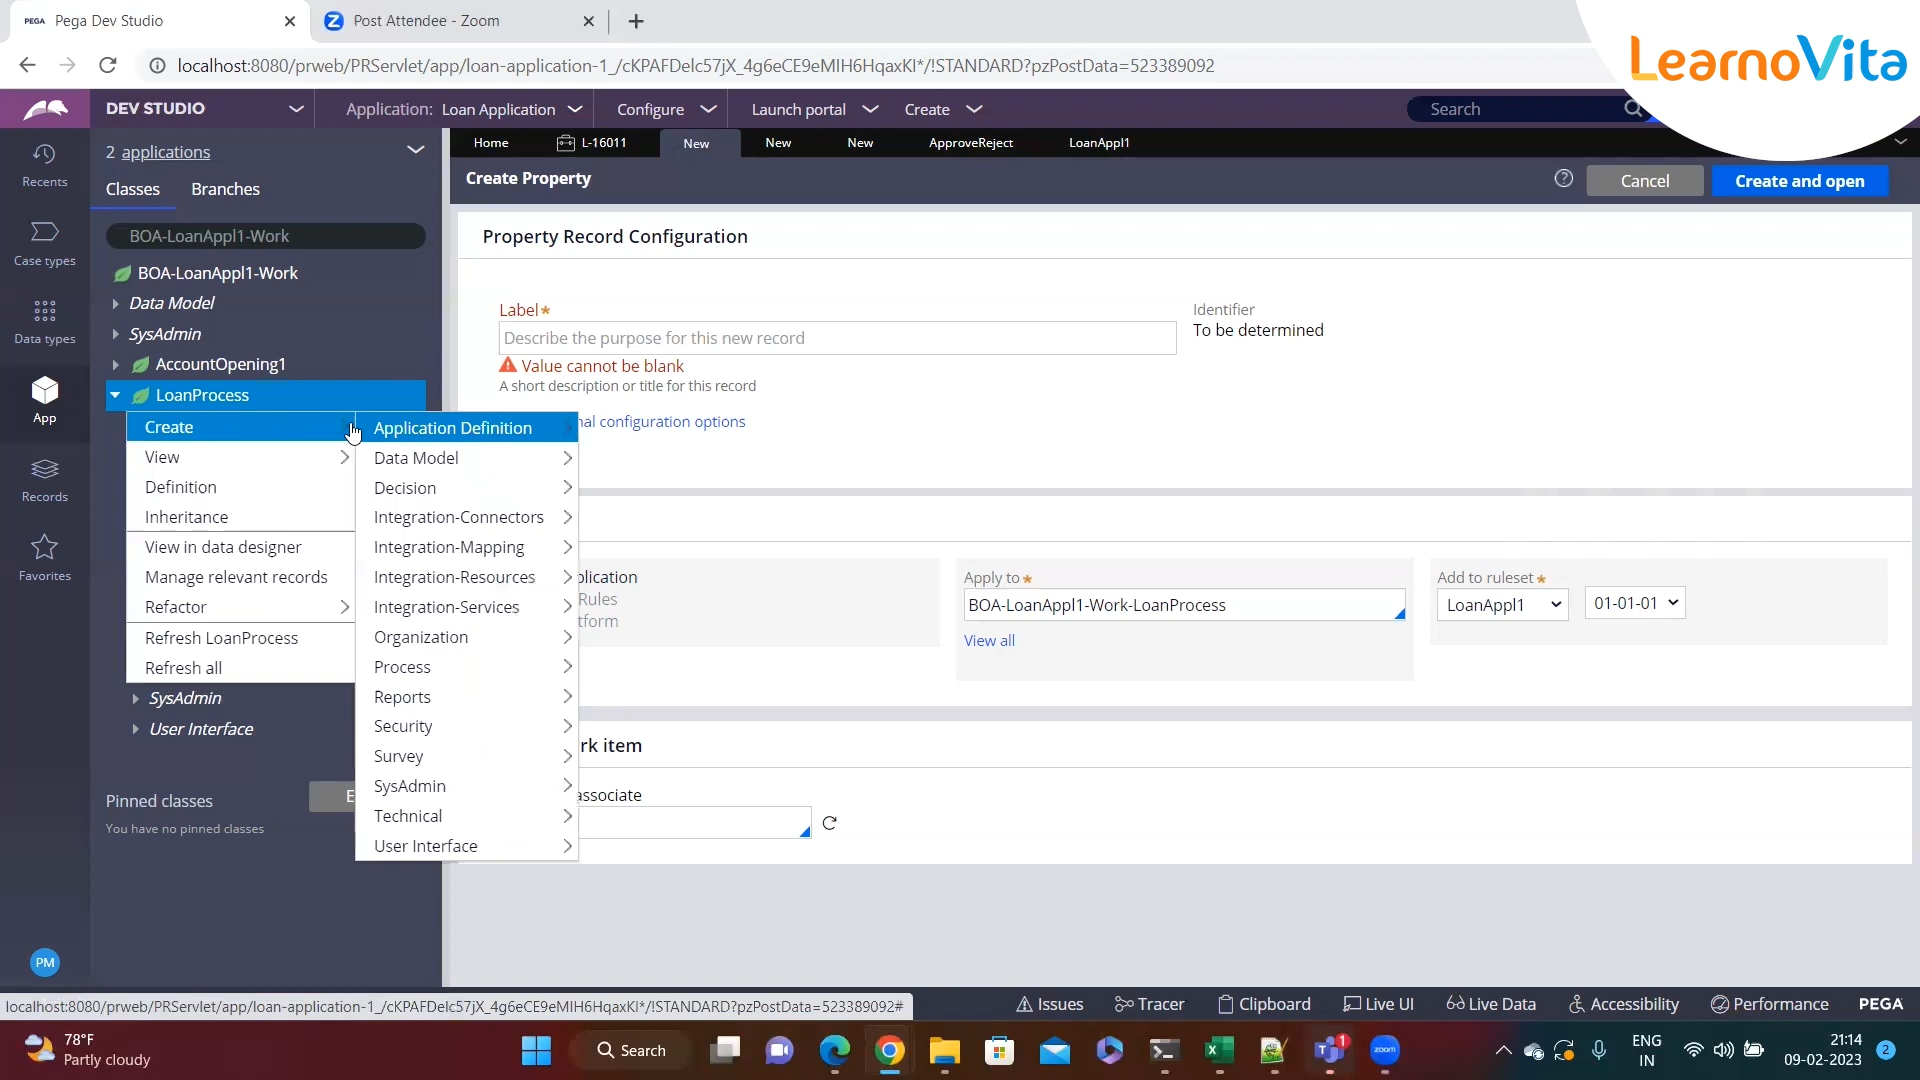 PEGA Pega Dev Studio
Post Attendee - Zoom
LearnoVita
localhost:8080/prweb/PRServlet/app/loan-application-1_/cKPAFDelc57jX_4g6eCE9eMIH6HqaxKI*/!STANDARD?pzPostData=523389092
DEV STUDIO
Application: Loan Application
Configure
Launch portal
Create
Search
Recents
Case types
Data types
App
Records
Favorites
PM
2 applications
Classes Branches
BOA-LoanAppl1-Work
BOA-LoanAppl1-Work
Data Model
SysAdmin
AccountOpening1
LoanProcess
Create
View
Definition
Inheritance
View in data designer
Manage relevant records
Refactor
Refresh LoanProcess
Refresh all
SysAdmin
User Interface
Pinned classes
E
You have no pinned classes
Application Definition
Data Model
Decision
Integration-Connectors
Integration-Mapping
Integration-Resources
Integration-Services
Organization
Process
Reports
Security
Survey
SysAdmin
Technical
User Interface
Home L-16011 New New New ApproveReject LoanAppl1
Create Property
Cancel
Create and open
Property Record Configuration
Label*
Describe the purpose for this new record
Value cannot be blank
A short description or title for this record
Identifier
To be determined
nal configuration options
plication
Rules
tform
Apply to*
BOA-LoanAppl1-Work-LoanProcess
View all
Add to ruleset*
LoanAppl1
01-01-01
rk item
associate
localhost:8080/prweb/PRServlet/app/loan-application-1_/cKPAFDelc57jX_4g6eCE9eMIH6HqaxKI*/!STANDARD?pzPostData=523389092#
Issues Tracer Clipboard Live UI Live Data Accessibility Performance PEGA
78°F
Partly cloudy
Search
1
zoom
ENG
IN
21:14
09-02-2023
2